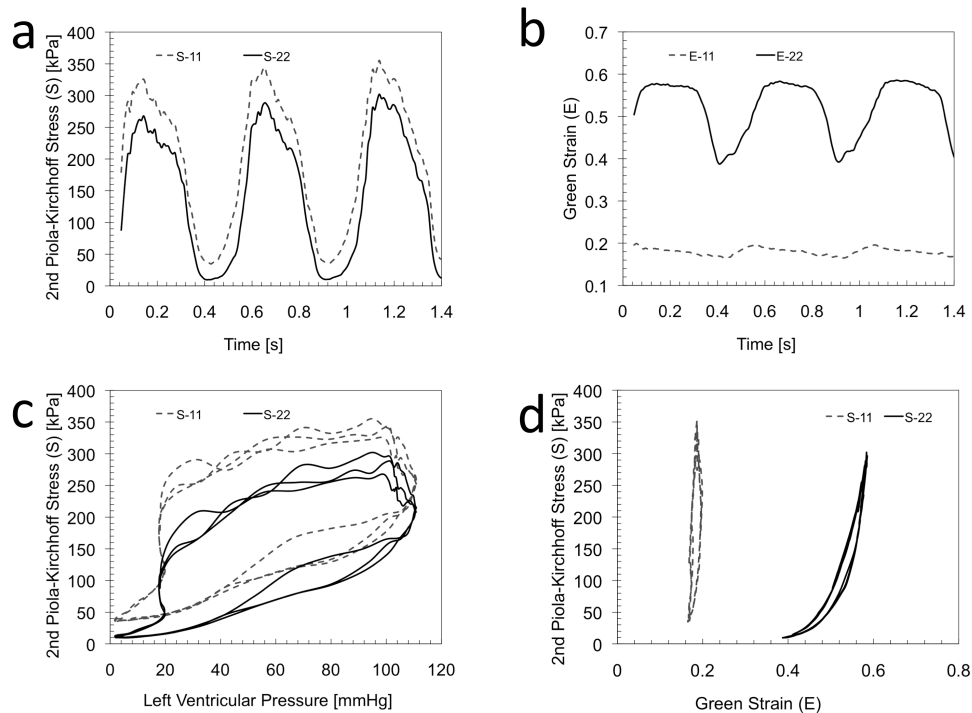 a
2nd Piola-Kirchhoff Stress (S) [kPa]
400
350
300
250
200
150
100
50
0
S-11 S-22
0 0.2 0.4 0.6 0.8 1 1.2 1.4
Time [s]
b
Green Strain (E)
0.7
0.6
0.5
0.4
0.3
0.2
0.1
E-11 E-22
0 0.2 0.4 0.6 0.8 1 1.2 1.4
Time [s]
c
2nd Piola-Kirchhoff Stress (S) [kPa]
400
350
300
250
200
150
100
50
0
S-11 S-22
0 20 40 60 80 100 120
Left Ventricular Pressure [mmHg]
d
2nd Piola-Kirchhoff Stress (S) [kPa]
400
350
300
250
200
150
100
50
0
S-11 S-22
0 0.2 0.4 0.6 0.8
Green Strain (E)